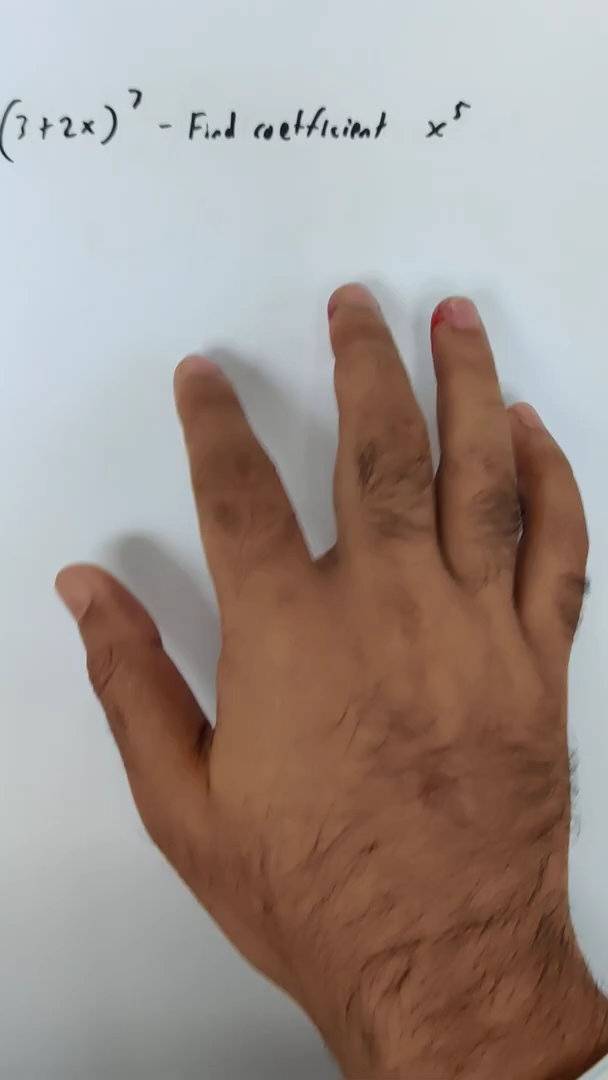 (3+2x)⁷ - Find coefficient x⁵